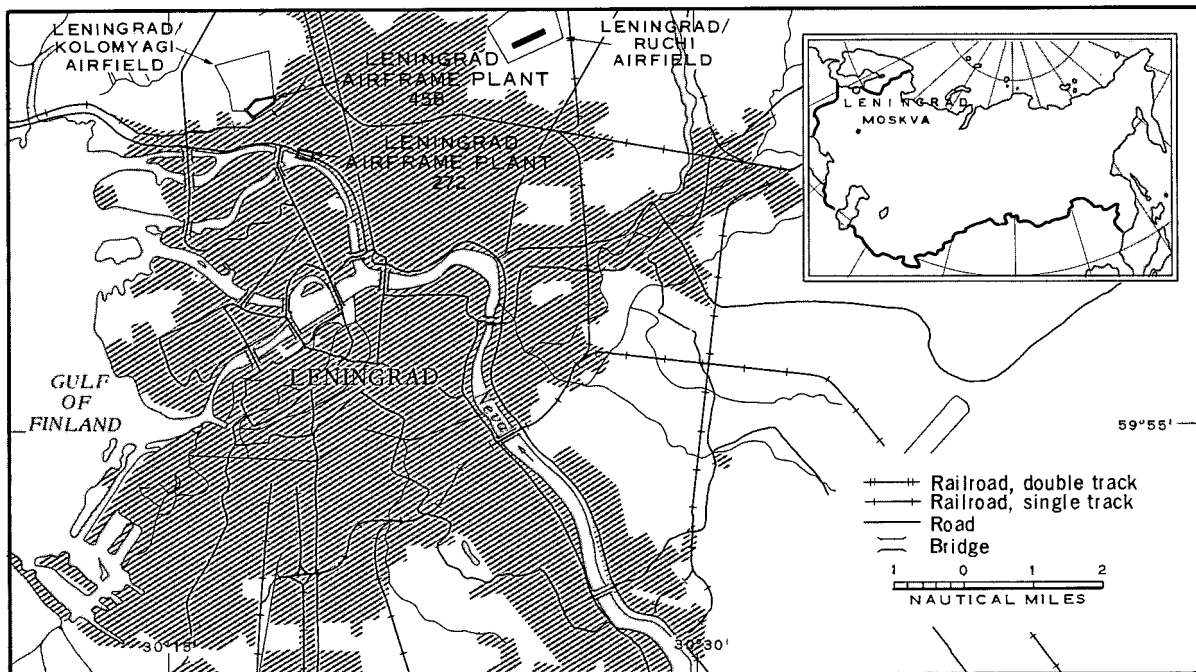 LENINGRAD/
KOLOMYAGI
AIRFIELD
LENINGRAD
AIRFRAME PLANT
458
LENINGRAD/
RUCHI
AIRFIELD
LENINGRAD
MOSKVA
LENINGRAD
AIRFRAME PLANT
272
LENINGRAD
GULF
OF
FINLAND
59°55'
Railroad, double track
Railroad, single track
Road
Bridge
1 0 1 2
NAUTICAL MILES
30°15'
30°30'